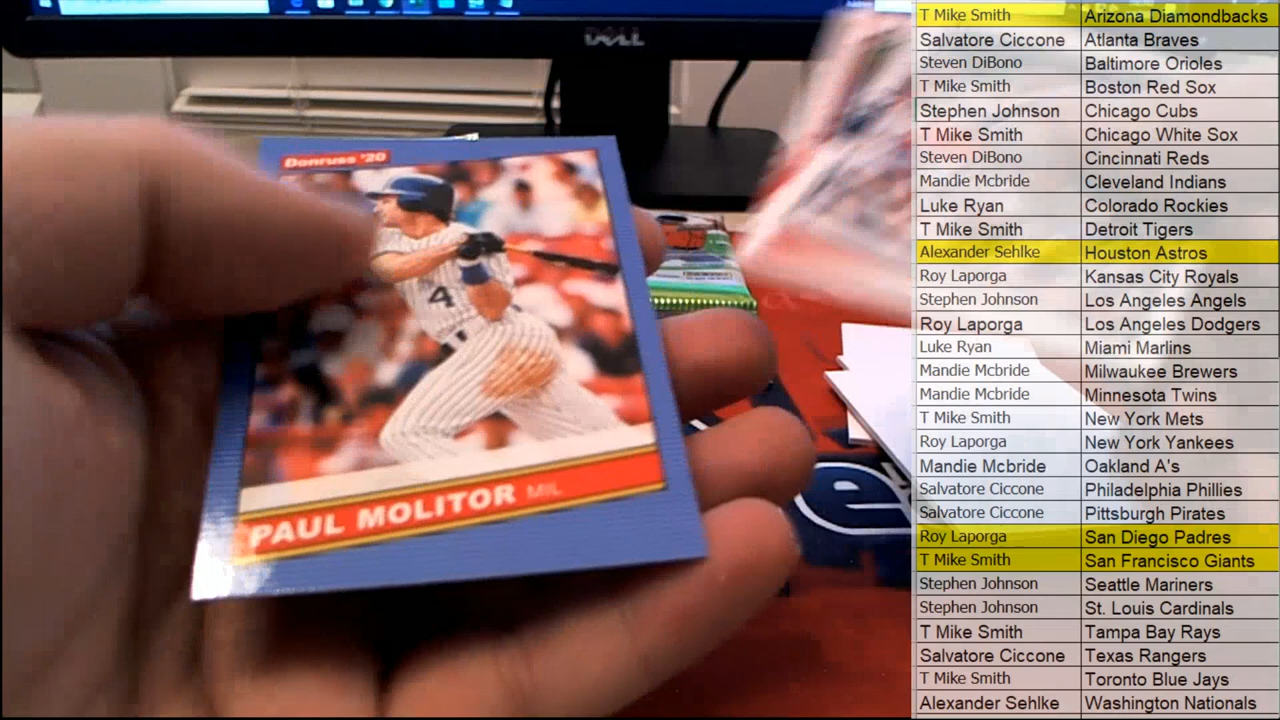 DELL
Donruss '20
4
PAUL MOLITOR MIL
e
T Mike Smith Arizona Diamondbacks
Salvatore Ciccone Atlanta Braves
Steven DiBono Baltimore Orioles
T Mike Smith Boston Red Sox
Stephen Johnson Chicago Cubs
T Mike Smith Chicago White Sox
Steven DiBono Cincinnati Reds
Mandie Mcbride Cleveland Indians
Luke Ryan Colorado Rockies
T Mike Smith Detroit Tigers
Alexander Sehlke Houston Astros
Roy Laporga Kansas City Royals
Stephen Johnson Los Angeles Angels
Roy Laporga Los Angeles Dodgers
Luke Ryan Miami Marlins
Mandie Mcbride Milwaukee Brewers
Mandie Mcbride Minnesota Twins
T Mike Smith New York Mets
Roy Laporga New York Yankees
Mandie Mcbride Oakland A's
Salvatore Ciccone Philadelphia Phillies
Salvatore Ciccone Pittsburgh Pirates
Roy Laporga San Diego Padres
T Mike Smith San Francisco Giants
Stephen Johnson Seattle Mariners
Stephen Johnson St. Louis Cardinals
T Mike Smith Tampa Bay Rays
Salvatore Ciccone Texas Rangers
T Mike Smith Toronto Blue Jays
Alexander Sehlke Washington Nationals